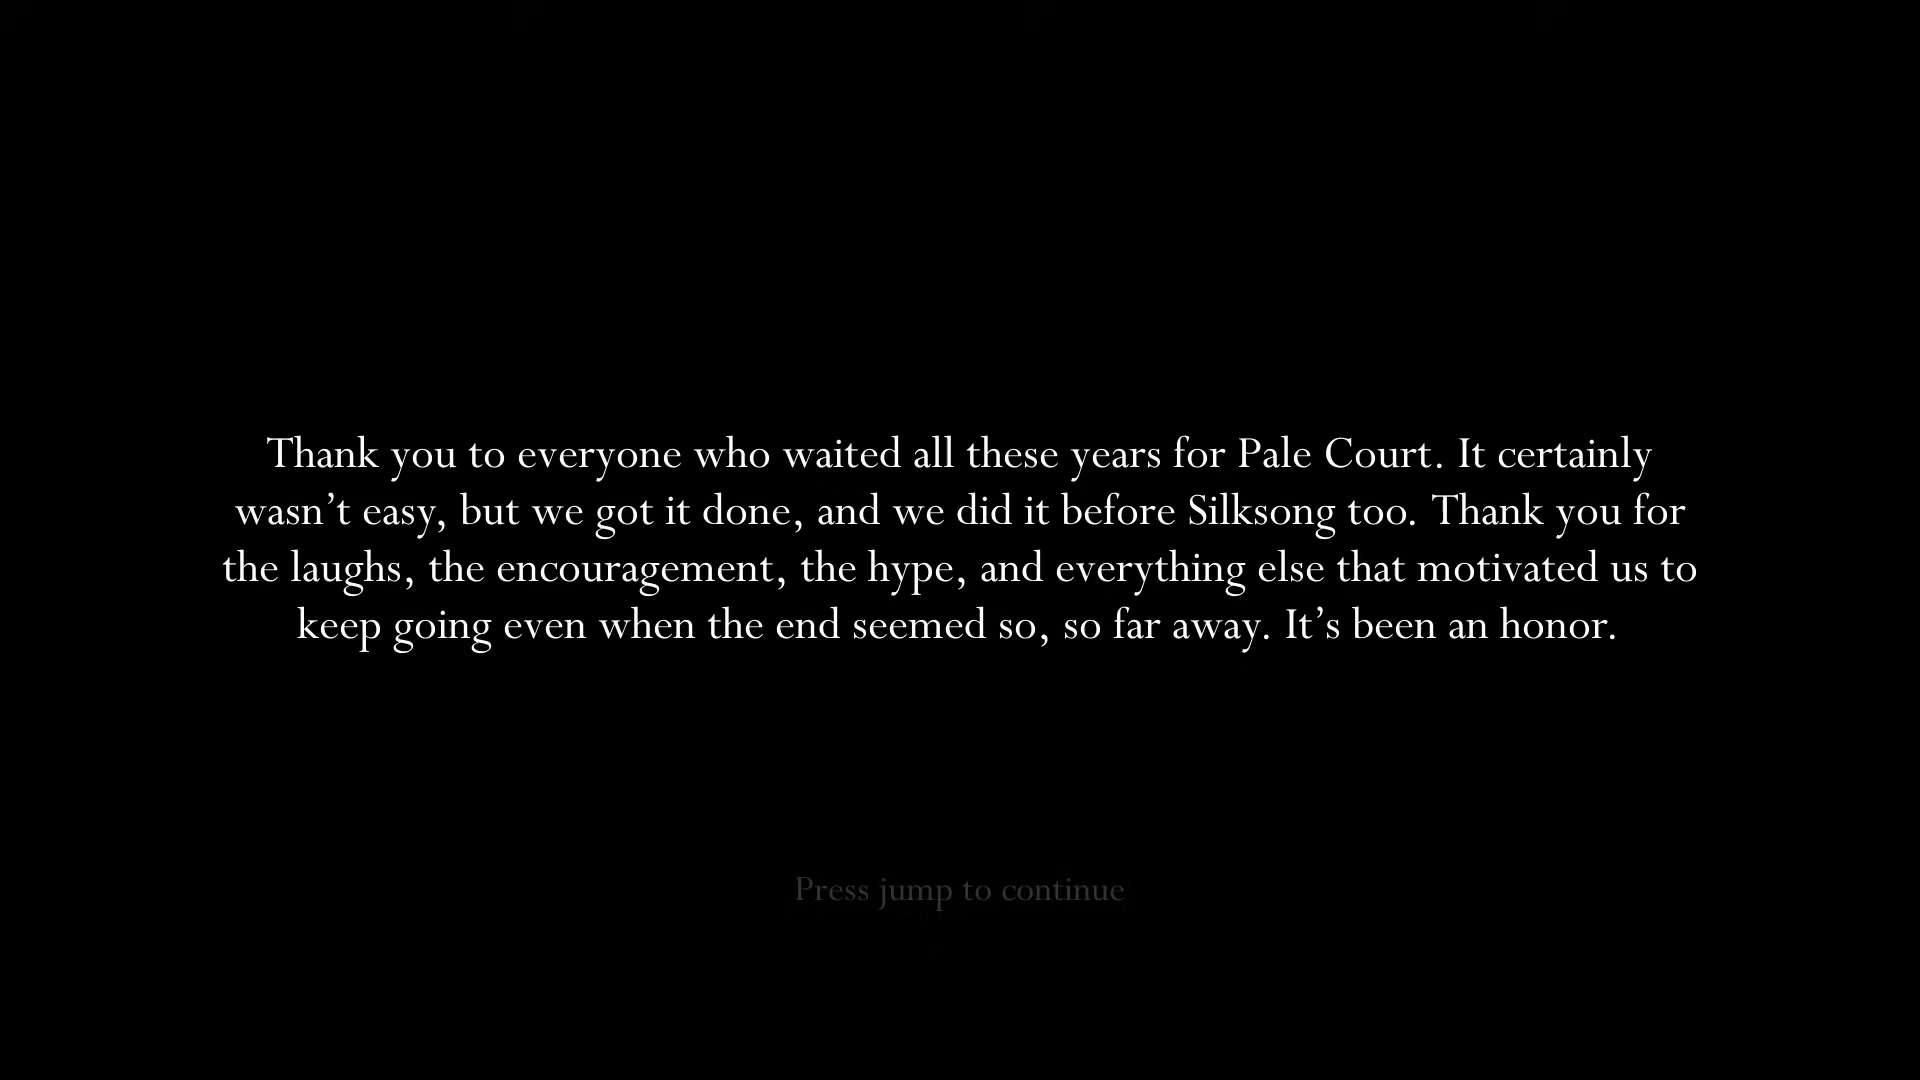 Thank you to everyone who waited all these years for Pale Court. It certainly
wasn’t easy, but we got it done, and we did it before Silksong too. Thank you for
the laughs, the encouragement, the hype, and everything else that motivated us to
keep going even when the end seemed so, so far away. It’s been an honor.
Press jump to continue